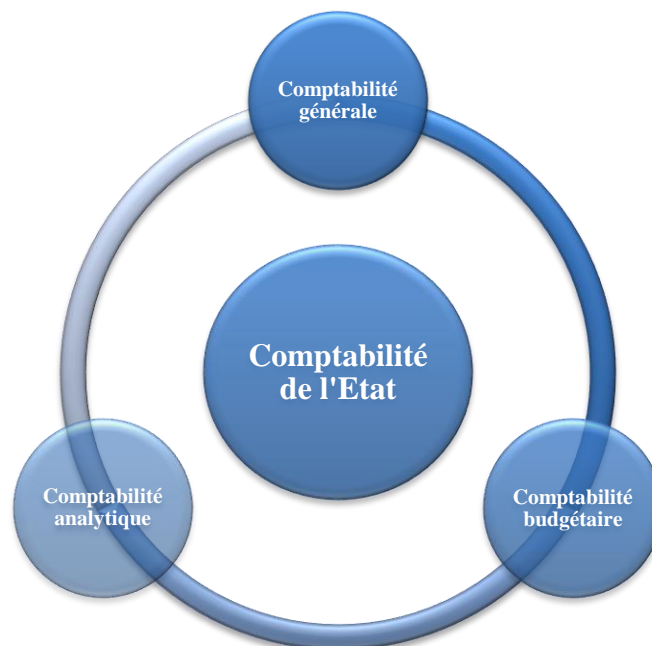 Comptabilité
générale
Comptabilité
de l'Etat
Comptabilité
analytique
Comptabilité
budgétaire